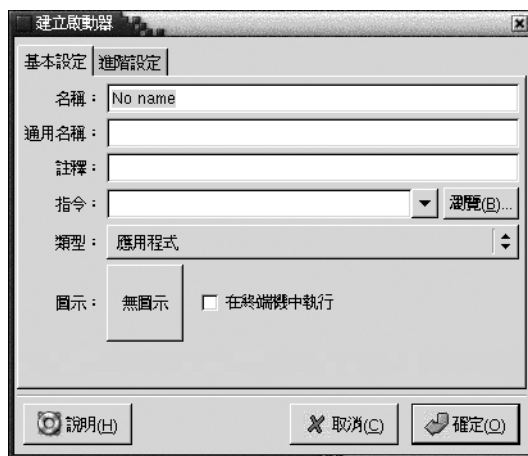 建立啟動器
基本設定 進階設定
名稱： No name
通用名稱：
註釋：
指令： 瀏覽(B)...
類型： 應用程式
圖示： 無圖示 在終端機中執行
說明(H) 取消(C) 確定(O)